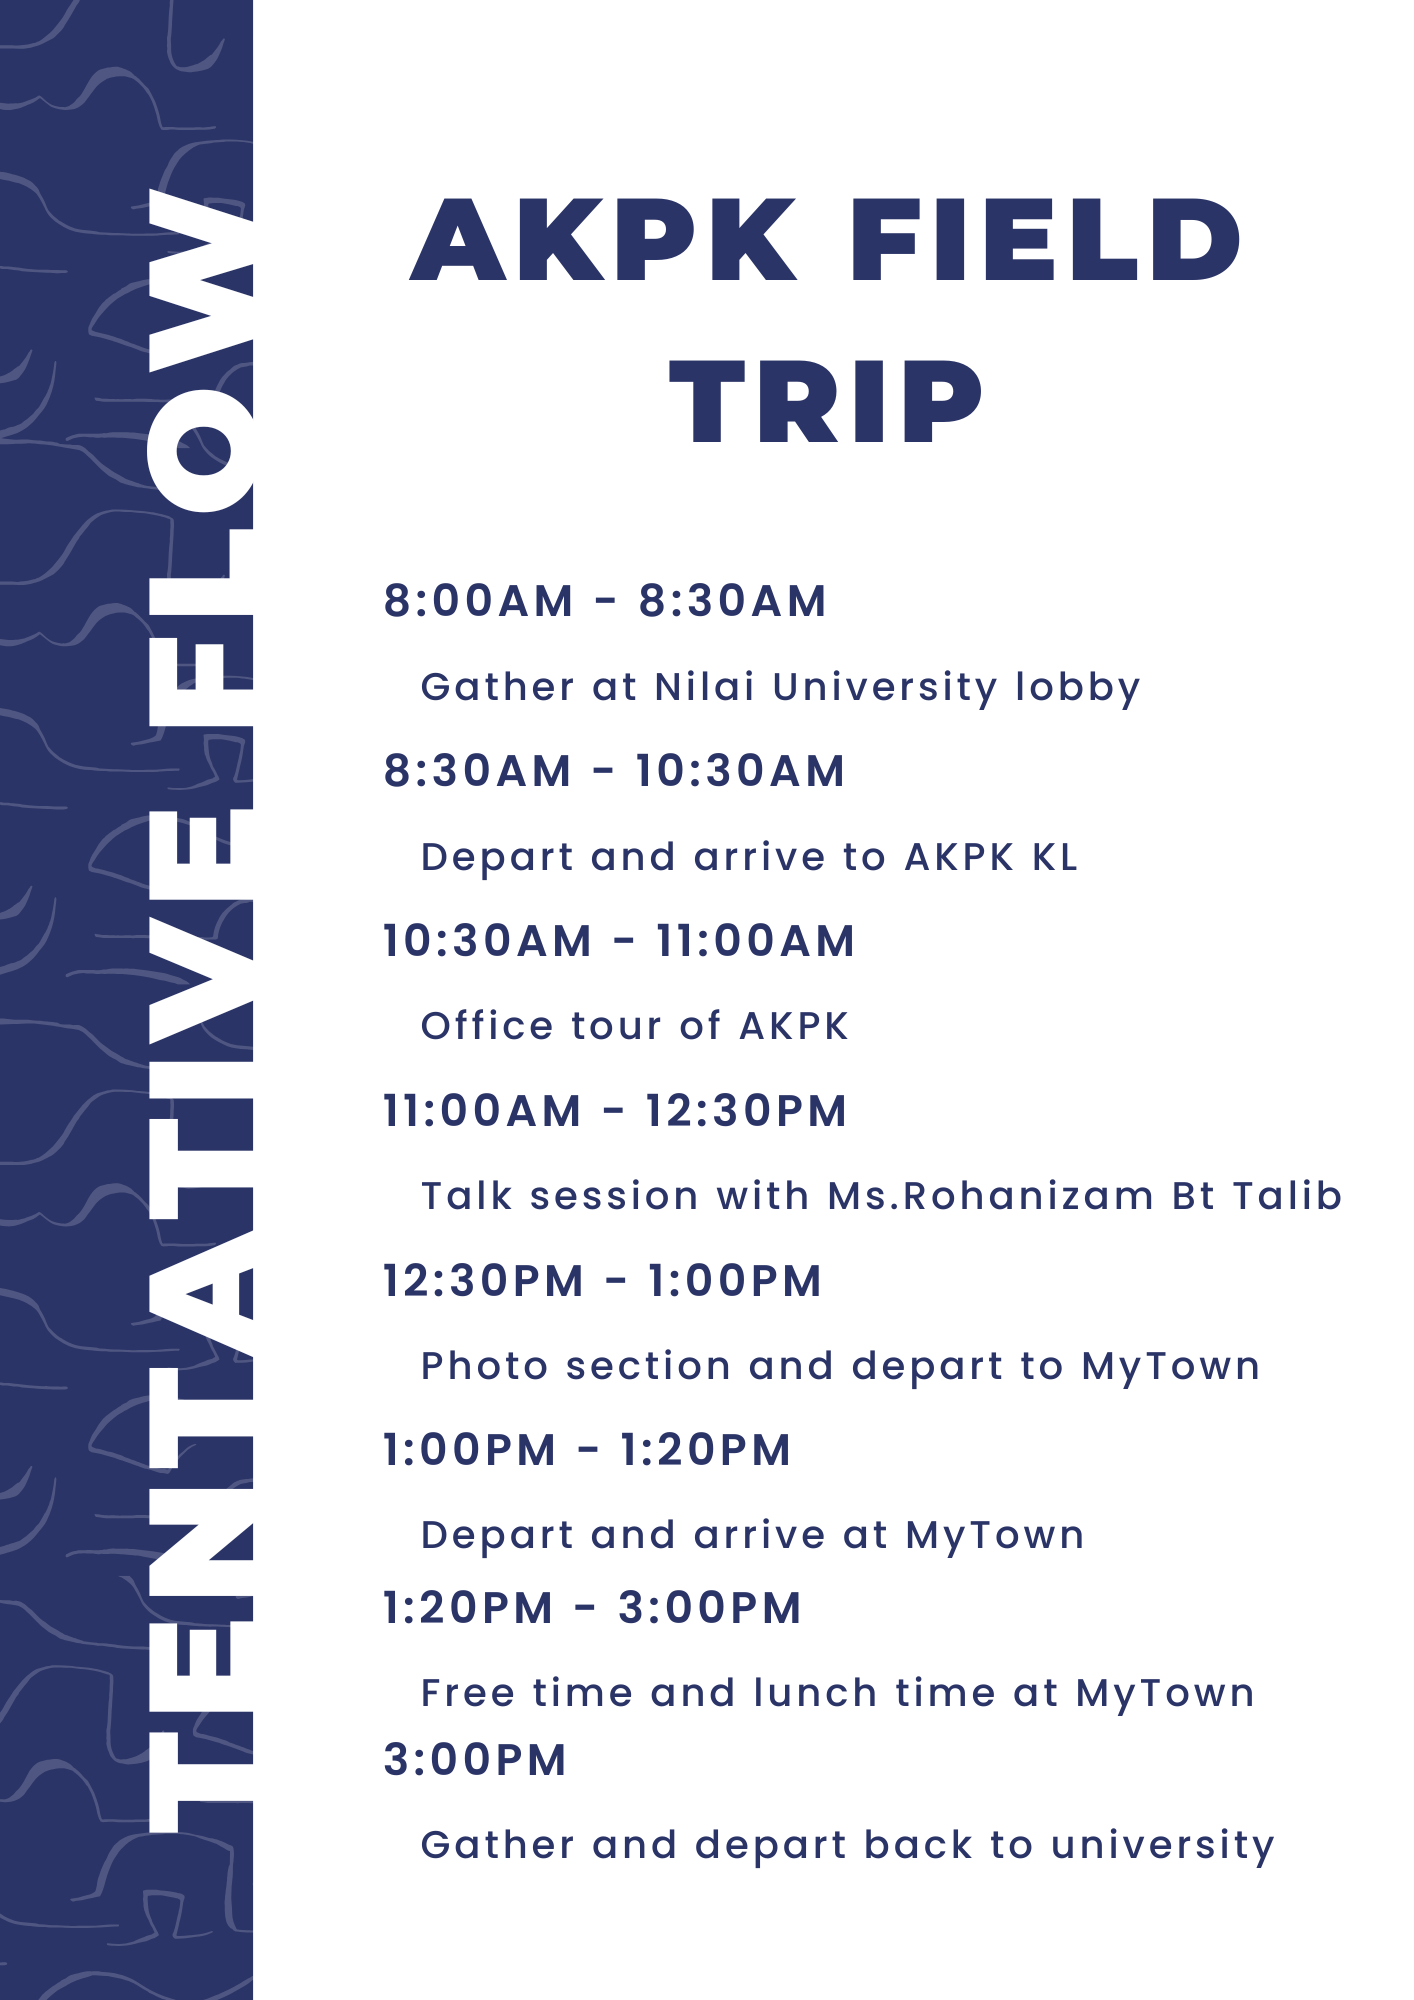 TENTATIVE FLOW
AKPK FIELD
TRIP
8:00AM - 8:30AM
Gather at Nilai University lobby
8:30AM - 10:30AM
Depart and arrive to AKPK KL
10:30AM - 11:00AM
Office tour of AKPK
11:00AM - 12:30PM
Talk session with Ms.Rohanizam Bt Talib
12:30PM - 1:00PM
Photo section and depart to MyTown
1:00PM - 1:20PM
Depart and arrive at MyTown
1:20PM - 3:00PM
Free time and lunch time at MyTown
3:00PM
Gather and depart back to university